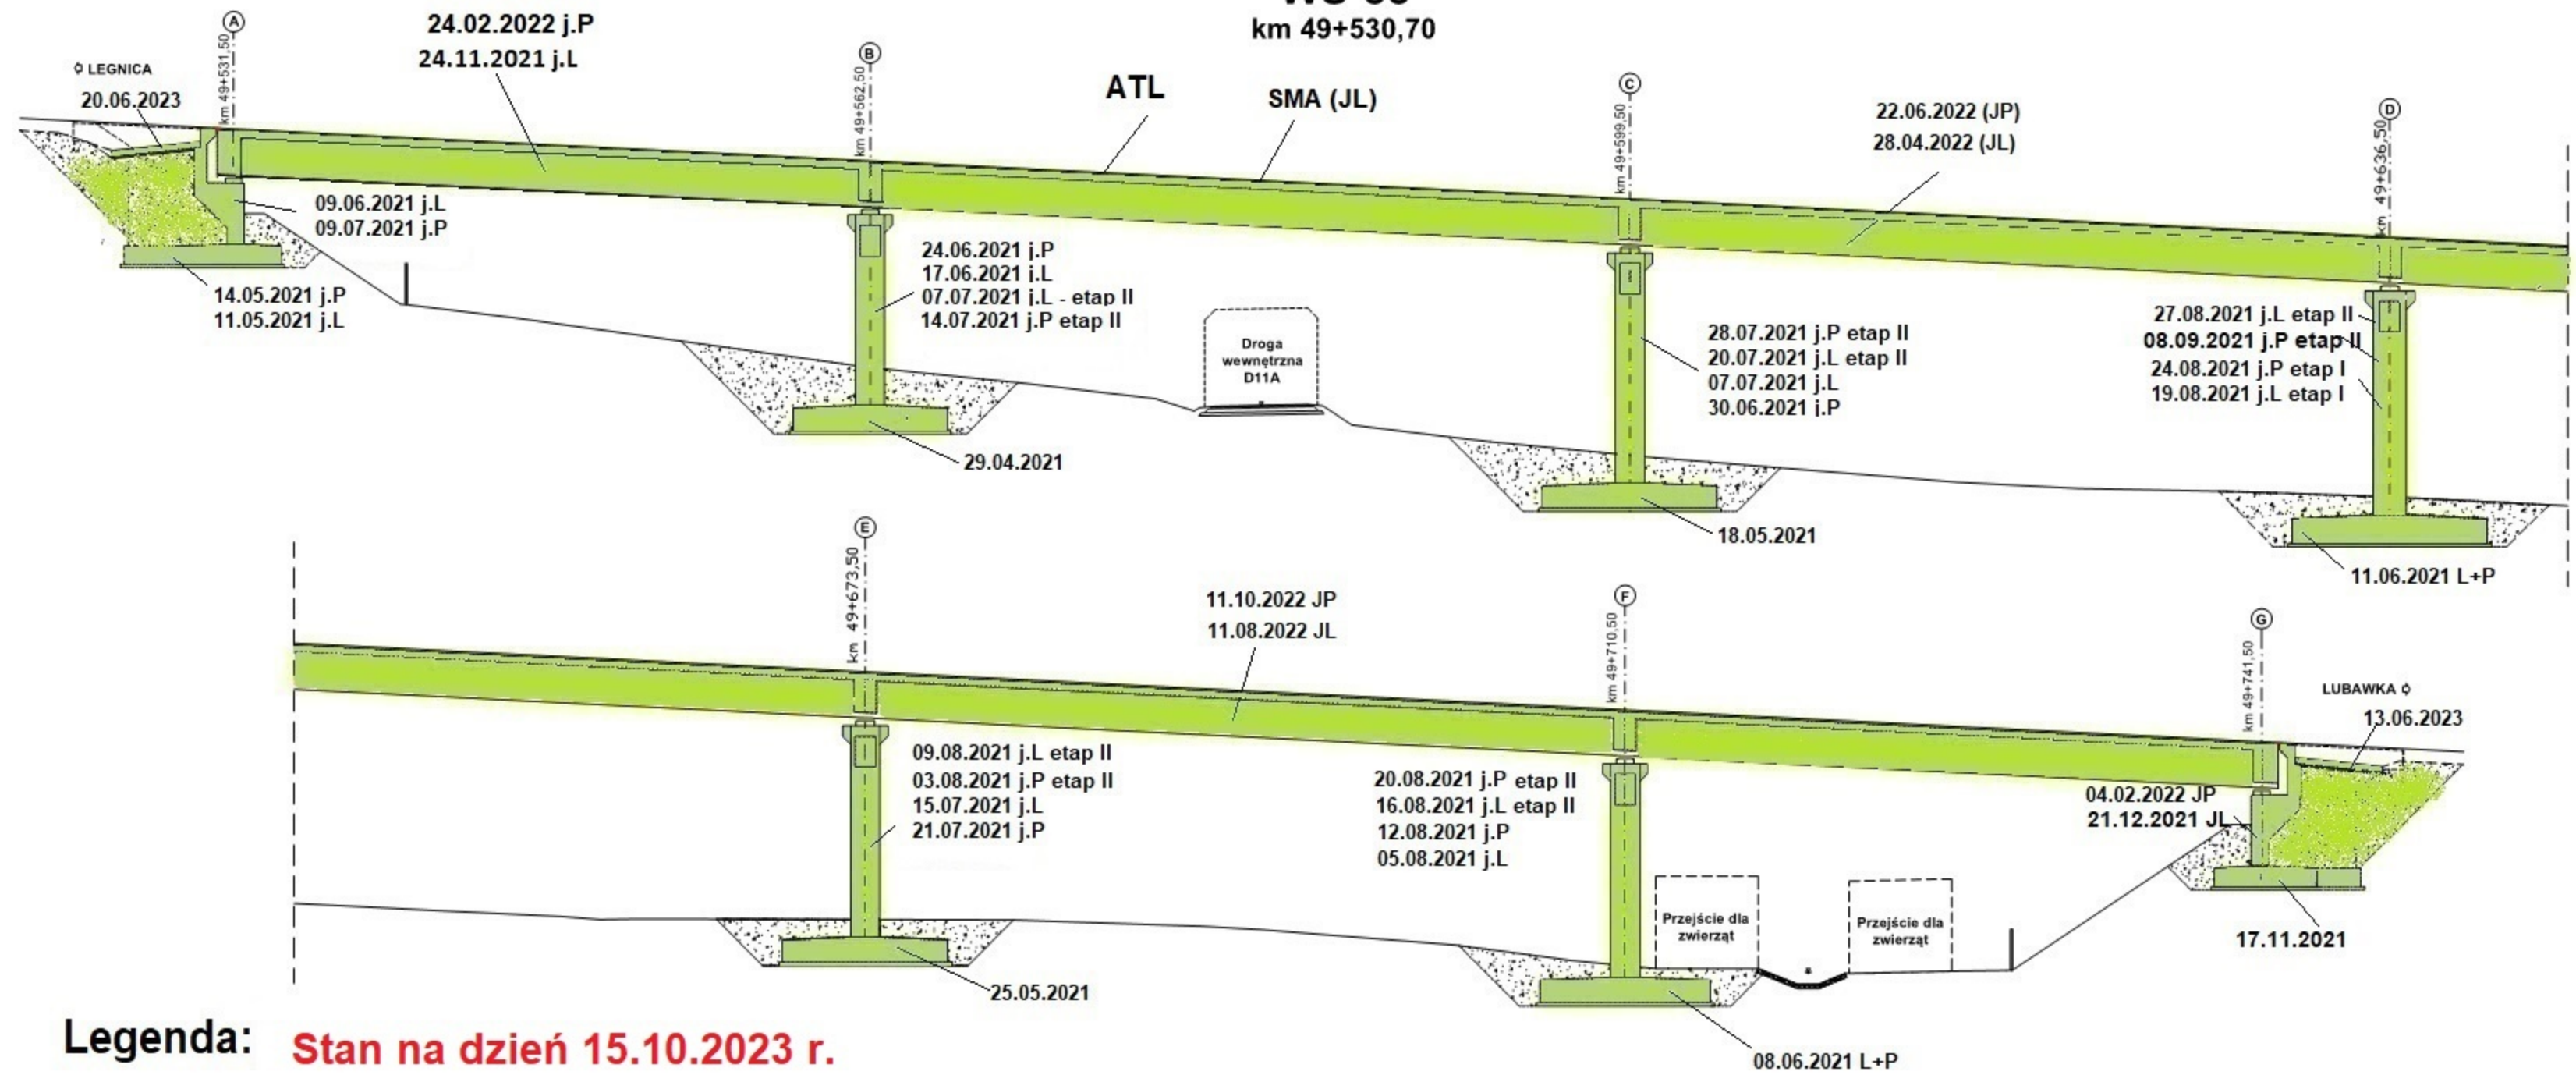 km 49+530,70
A
km 49+531,50
LEGNICA
20.06.2023
24.02.2022 j.P
24.11.2021 j.L
B
km 49+562,50
ATL
SMA (JL)
C
km 49+599,50
22.06.2022 (JP)
28.04.2022 (JL)
D
km 49+636,50
09.06.2021 j.L
09.07.2021 j.P
14.05.2021 j.P
11.05.2021 j.L
24.06.2021 j.P
17.06.2021 j.L
07.07.2021 j.L - etap II
14.07.2021 j.P etap II
29.04.2021
Droga
wewnętrzna
D11A
28.07.2021 j.P etap II
20.07.2021 j.L etap II
07.07.2021 j.L
30.06.2021 j.P
18.05.2021
27.08.2021 j.L etap II
08.09.2021 j.P etap II
24.08.2021 j.P etap I
19.08.2021 j.L etap I
11.06.2021 L+P
E
km 49+673,50
11.10.2022 JP
11.08.2022 JL
F
km 49+710,50
G
km 49+741,50
LUBAWKA
13.06.2023
09.08.2021 j.L etap II
03.08.2021 j.P etap II
15.07.2021 j.L
21.07.2021 j.P
25.05.2021
20.08.2021 j.P etap II
16.08.2021 j.L etap II
12.08.2021 j.P
05.08.2021 j.L
08.06.2021 L+P
Przejście dla
zwierząt
Przejście dla
zwierząt
04.02.2022 JP
21.12.2021 JL
17.11.2021
Legenda:
Stan na dzień 15.10.2023 r.